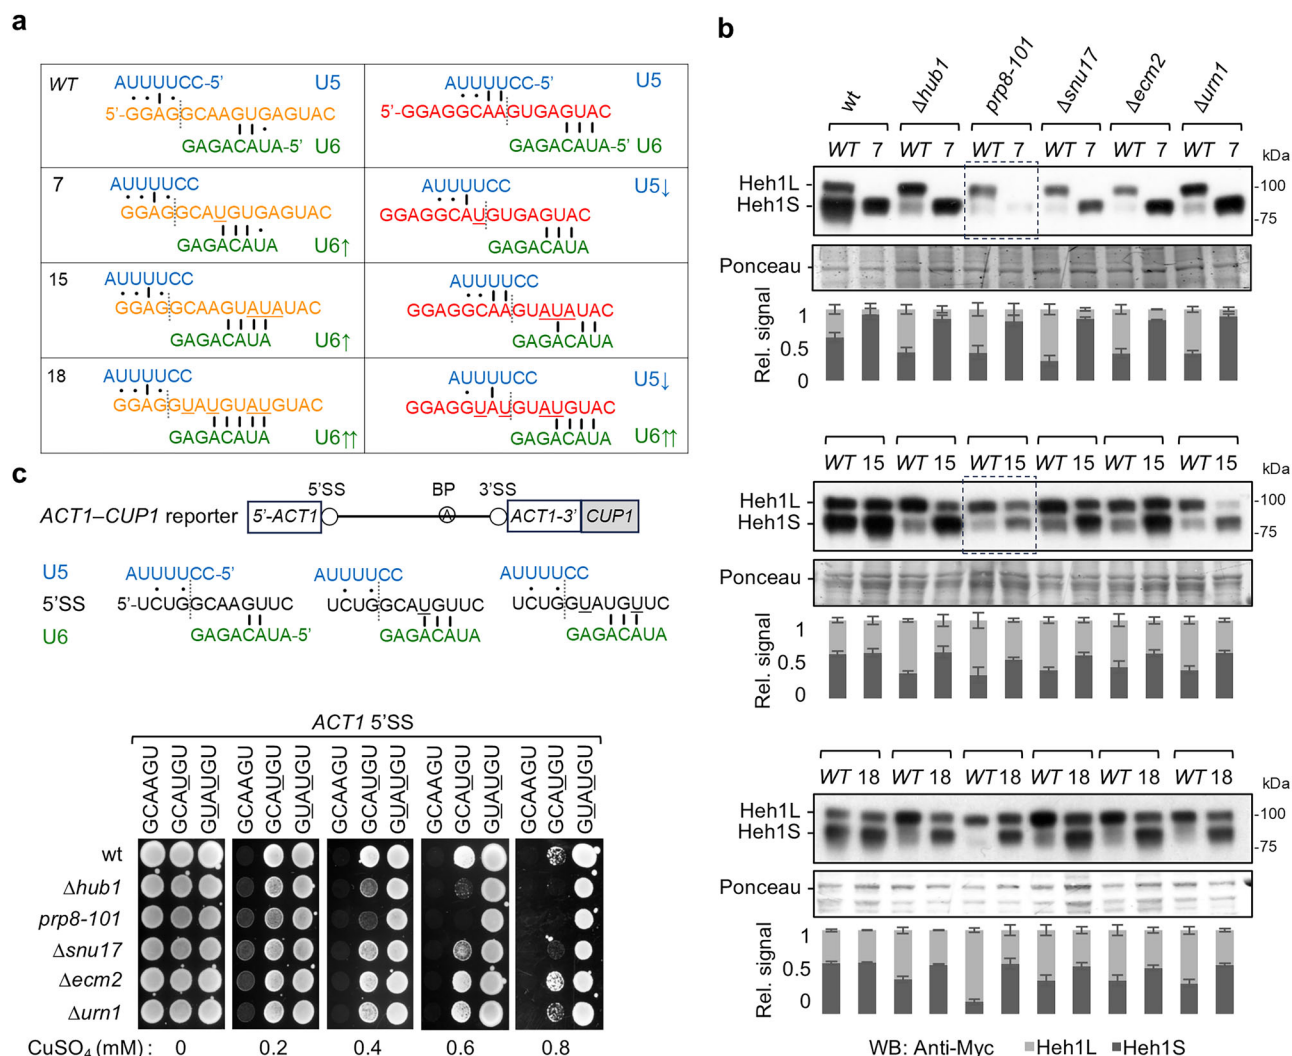 a
WT
AUUUUCC-5’ U5
5’-GGAGGCAAGUGAGUAC
GAGACAUA-5’ U6
AUUUUCC-5’ U5
5’-GGAGGCAAGUGAGUAC
GAGACAUA-5’ U6
7
AUUUUCC
GGAGGCAUGUGAGUAC
GAGACAUA U6↑
AUUUUCC U5↓
GGAGGCAUGUGAGUAC
GAGACAUA
15
AUUUUCC
GGAGGCAAGUAUAUAC
GAGACAUA U6↑
AUUUUCC
GGAGGCAAGUAUAUAC
GAGACAUA
18
AUUUUCC
GGAGGUAUGUAUGUAC
GAGACAUA U6↑↑
AUUUUCC U5↓
GGAGGUAUGUAUGUAC
GAGACAUA U6↑↑
b
wt Δhub1 prp8-101 Δsnu17 Δecm2 Δurn1
WT 7 WT 7 WT 7 WT 7 WT 7 WT 7 kDa
Heh1L -100
Heh1S -75
Ponceau
Rel. signal
1
0.5
0
WT 15 WT 15 WT 15 WT 15 WT 15 WT 15 kDa
Heh1L -100
Heh1S -75
Ponceau
Rel. signal
1
0.5
0
WT 18 WT 18 WT 18 WT 18 WT 18 WT 18 kDa
Heh1L -100
Heh1S -75
Ponceau
Rel. signal
1
0.5
0
WB: Anti-Myc Heh1L Heh1S
c
5’SS BP 3’SS
ACT1–CUP1 reporter 5’-ACT1 A ACT1-3’ CUP1
U5 AUUUUCC-5’ AUUUUCC AUUUUCC
5’SS 5’-UCUGGCAAGUUC UCUGGCAUGUUC UCUGGUAUGUUC
U6 GAGACAUA-5’ GAGACAUA GAGACAUA
ACT1 5’SS
GCAAGU GCAUGU GUAUGU GCAAGU GCAUGU GUAUGU GCAAGU GCAUGU GUAUGU GCAAGU GCAUGU GUAUGU GCAAGU GCAUGU GUAUGU
wt
Δhub1
prp8-101
Δsnu17
Δecm2
Δurn1
CuSO4 (mM) : 0 0.2 0.4 0.6 0.8